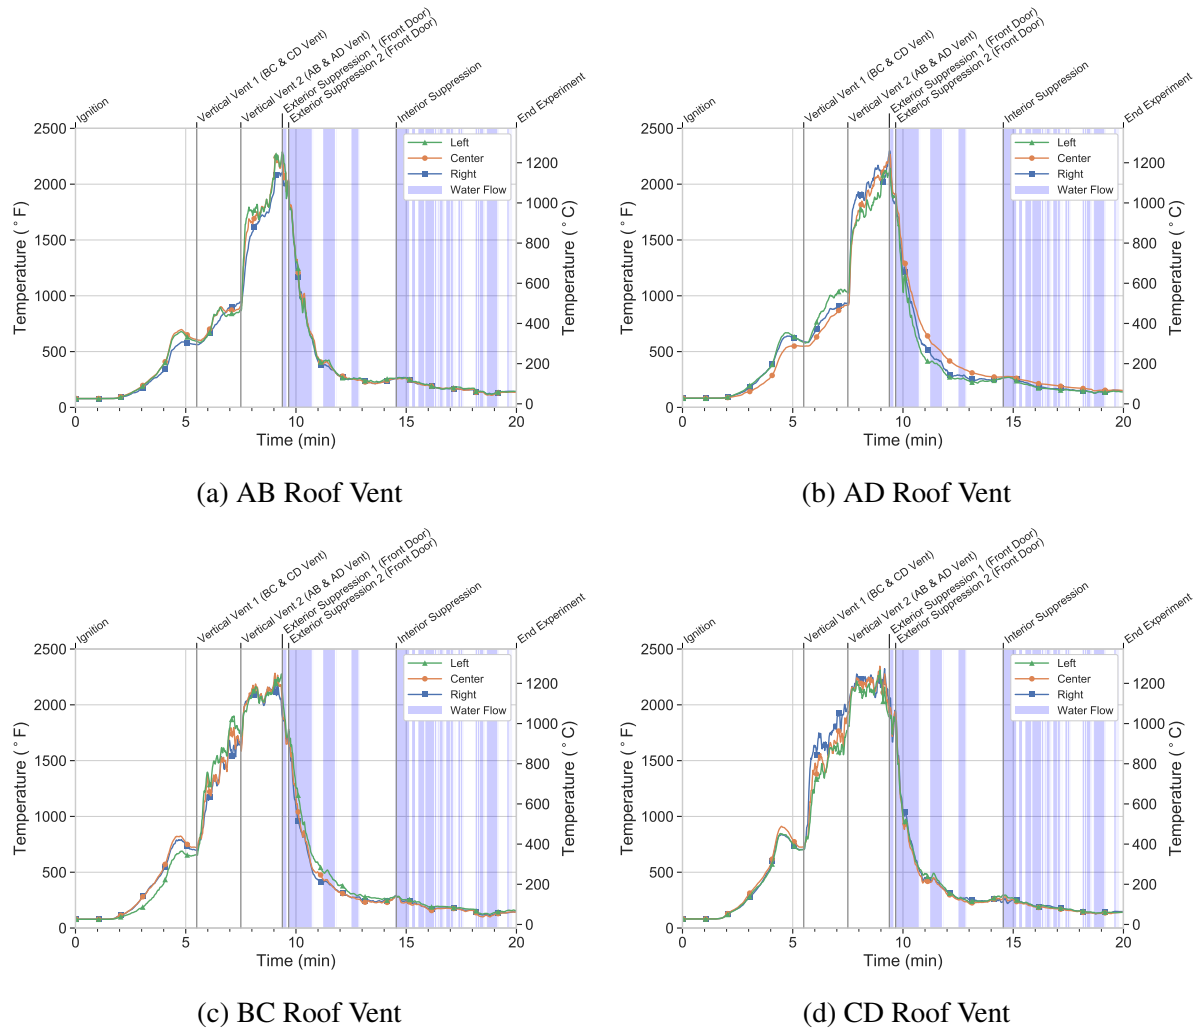 Ignition
Vertical Vent 1 (BC & CD Vent)
Vertical Vent 2 (AB & AD Vent)
Exterior Suppression 1 (Front Door)
Exterior Suppression 2 (Front Door)
Interior Suppression
End Experiment
2500
2000
1500
1000
500
0
Temperature (° F)
1200
1000
800
600
400
200
0
Temperature (° C)
Left
Center
Right
Water Flow
0 5 10 15 20
Time (min)
(a) AB Roof Vent
Ignition
Vertical Vent 1 (BC & CD Vent)
Vertical Vent 2 (AB & AD Vent)
Exterior Suppression 1 (Front Door)
Exterior Suppression 2 (Front Door)
Interior Suppression
End Experiment
2500
2000
1500
1000
500
0
Temperature (° F)
1200
1000
800
600
400
200
0
Temperature (° C)
Left
Center
Right
Water Flow
0 5 10 15 20
Time (min)
(b) AD Roof Vent
Ignition
Vertical Vent 1 (BC & CD Vent)
Vertical Vent 2 (AB & AD Vent)
Exterior Suppression 1 (Front Door)
Exterior Suppression 2 (Front Door)
Interior Suppression
End Experiment
2500
2000
1500
1000
500
0
Temperature (° F)
1200
1000
800
600
400
200
0
Temperature (° C)
Left
Center
Right
Water Flow
0 5 10 15 20
Time (min)
(c) BC Roof Vent
Ignition
Vertical Vent 1 (BC & CD Vent)
Vertical Vent 2 (AB & AD Vent)
Exterior Suppression 1 (Front Door)
Exterior Suppression 2 (Front Door)
Interior Suppression
End Experiment
2500
2000
1500
1000
500
0
Temperature (° F)
1200
1000
800
600
400
200
0
Temperature (° C)
Left
Center
Right
Water Flow
0 5 10 15 20
Time (min)
(d) CD Roof Vent